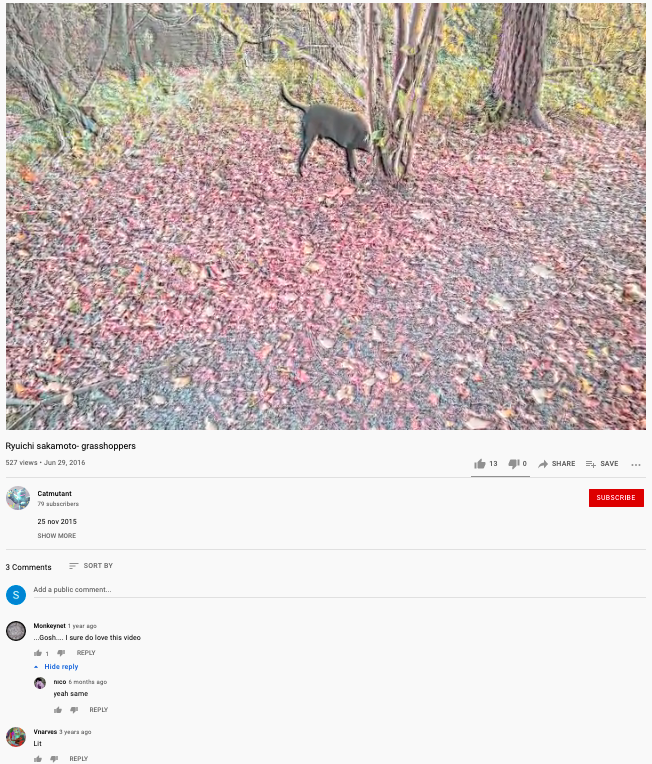 Ryuichi sakamoto- grasshoppers
527 views • Jun 29, 2016
13
0
SHARE
SAVE
Catmutant
79 subscribers
SUBSCRIBE
25 nov 2015
SHOW MORE
3 Comments
SORT BY
S
Add a public comment...
Monkeynet 1 year ago
...Gosh.... I sure do love this video
1
REPLY
Hide reply
nico 6 months ago
yeah same
REPLY
Vnarves 3 years ago
Lit
REPLY